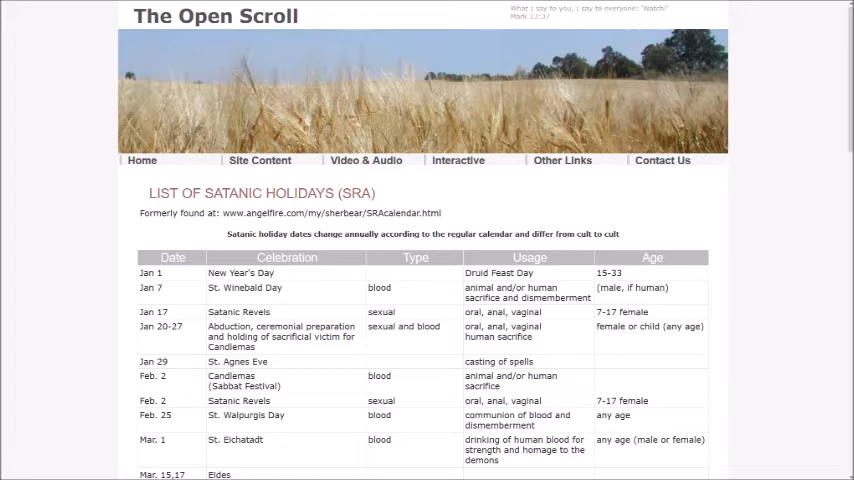 The Open Scroll
What I say to you, I say to everyone: 'Watch!'
Mark 13:37
Home Site Content Video & Audio Interactive Other Links Contact Us
LIST OF SATANIC HOLIDAYS (SRA)
Formerly found at: www.angelfire.com/my/sherbear/SRAcalendar.html
Satanic holiday dates change annually according to the regular calendar and differ from cult to cult
Date Celebration Type Usage Age
Jan 1 New Year's Day Druid Feast Day 15-33
Jan 7 St. Winebald Day blood animal and/or human (male, if human)
sacrifice and dismemberment
Jan 17 Satanic Revels sexual oral, anal, vaginal 7-17 female
Jan 20-27 Abduction, ceremonial preparation sexual and blood oral, anal, vaginal female or child (any age)
and holding of sacrificial victim for human sacrifice
Candlemas
Jan 29 St. Agnes Eve casting of spells
Feb. 2 Candlemas blood animal and/or human
(Sabbat Festival) sacrifice
Feb. 2 Satanic Revels sexual oral, anal, vaginal 7-17 female
Feb. 25 St. Walpurgis Day blood communion of blood and any age
dismemberment
Mar. 1 St. Eichatadt blood drinking of human blood for any age (male or female)
strength and homage to the
demons
Mar. 15,17 Eides